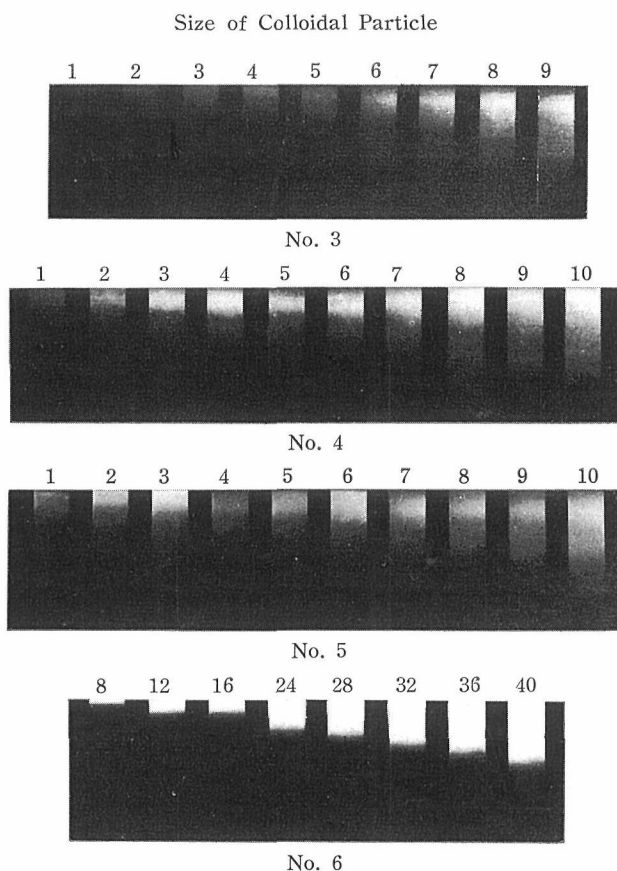 Size of Colloidal Particle
1 2 3 4 5 6 7 8 9
No. 3
1 2 3 4 5 6 7 8 9 10
No. 4
1 2 3 4 5 6 7 8 9 10
No. 5
8 12 16 24 28 32 36 40
No. 6